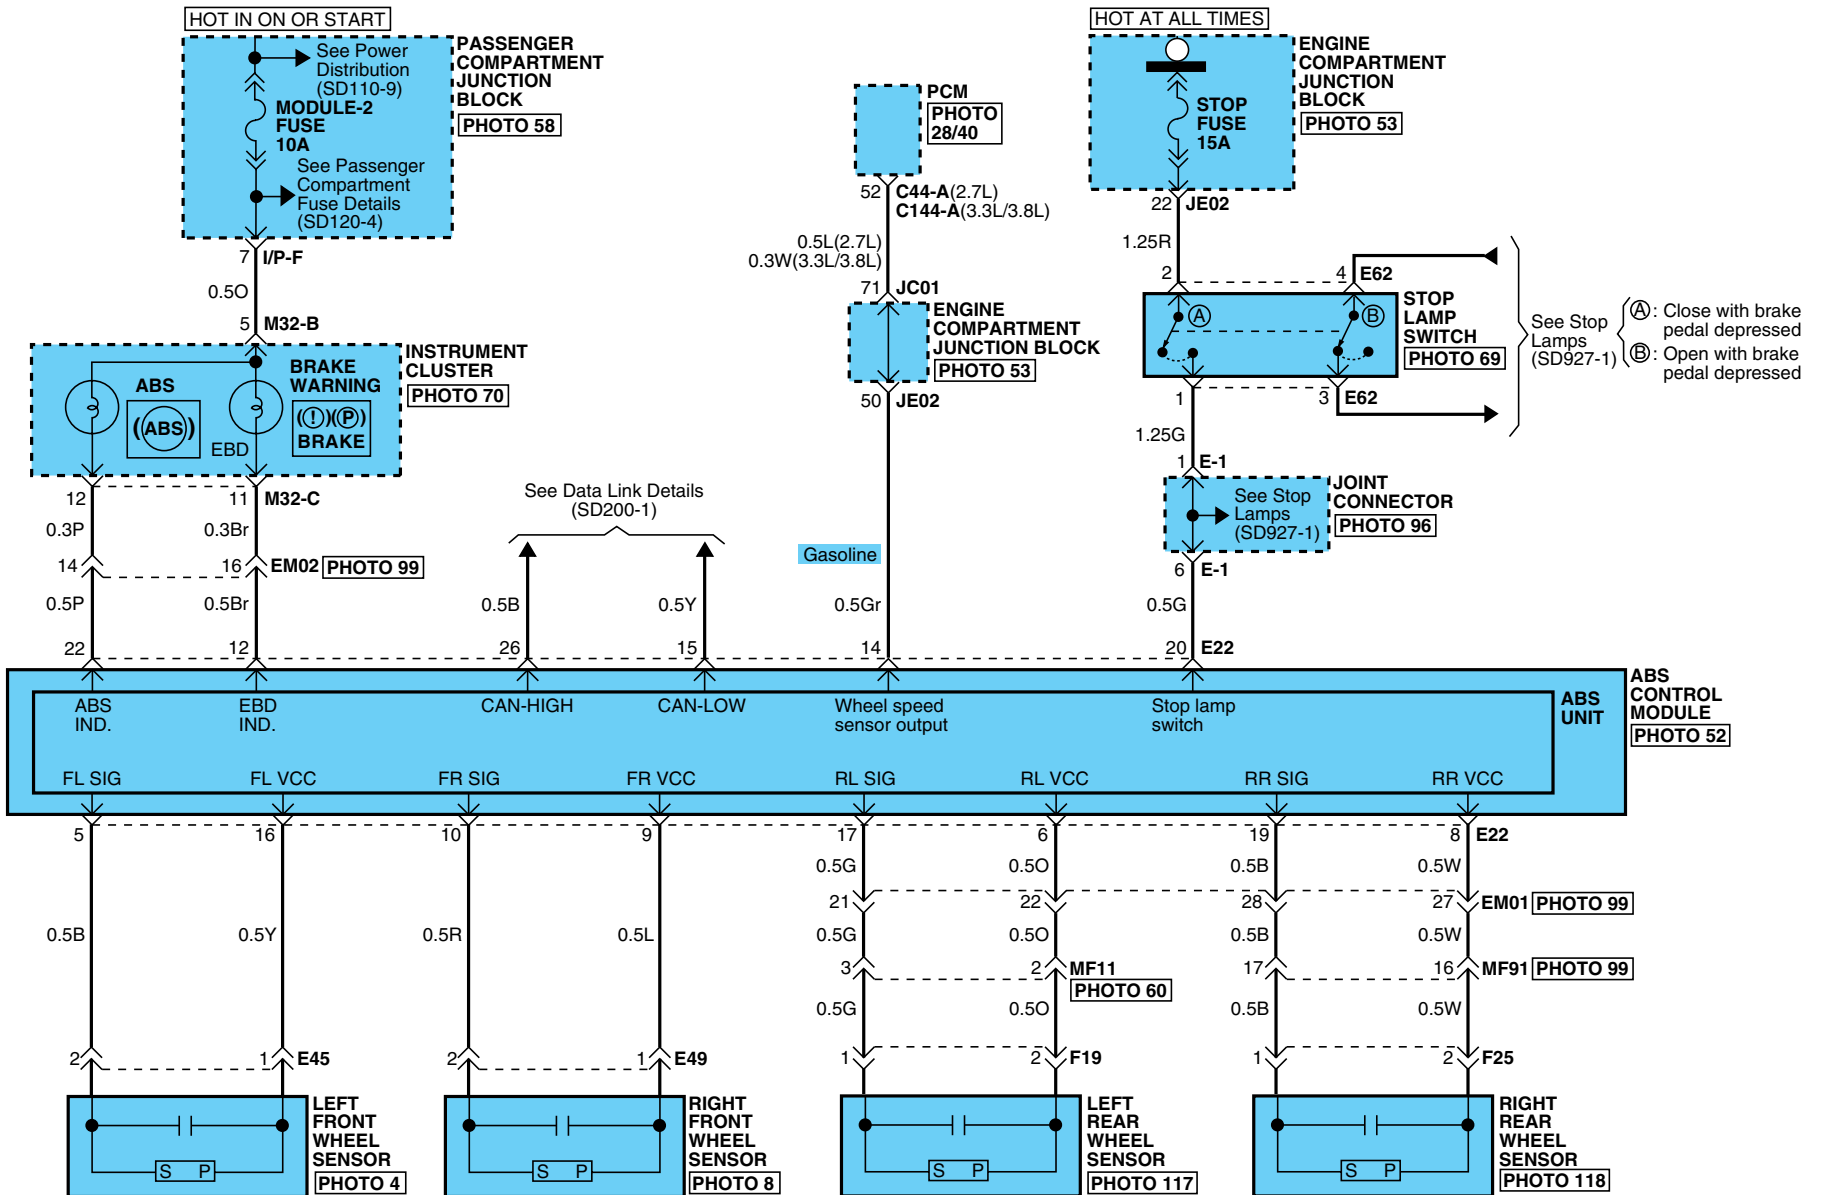 HOT IN ON OR START
See Power
Distribution
(SD110-9)
MODULE-2
FUSE
10A
See Passenger
Compartment
Fuse Details
(SD120-4)
PASSENGER
COMPARTMENT
JUNCTION
BLOCK
PHOTO 58
7 I/P-F
0.5O
5 M32-B
ABS
(ABS)
BRAKE
WARNING
(!)(P)
BRAKE
EBD
INSTRUMENT
CLUSTER
PHOTO 70
12 11 M32-C
0.3P 0.3Br
14 16 EM02 PHOTO 99
0.5P 0.5Br
22 12
See Data Link Details
(SD200-1)
0.5B 0.5Y
26 15
PCM
PHOTO
28/40
52 C44-A(2.7L)
C144-A(3.3L/3.8L)
0.5L(2.7L)
0.3W(3.3L/3.8L)
71 JC01
ENGINE
COMPARTMENT
JUNCTION BLOCK
PHOTO 53
50 JE02
Gasoline
0.5Gr
14
HOT AT ALL TIMES
STOP
FUSE
15A
ENGINE
COMPARTMENT
JUNCTION
BLOCK
PHOTO 53
22 JE02
1.25R
2 4 E62
A B
STOP
LAMP
SWITCH
PHOTO 69
1 3 E62
See Stop
Lamps
(SD927-1)
A : Close with brake
pedal depressed
B : Open with brake
pedal depressed
1.25G
1 E-1
See Stop
Lamps
(SD927-1)
JOINT
CONNECTOR
PHOTO 96
6 E-1
0.5G
20 E22
ABS
IND.
EBD
IND.
CAN-HIGH
CAN-LOW
Wheel speed
sensor output
Stop lamp
switch
ABS
UNIT
ABS
CONTROL
MODULE
PHOTO 52
FL SIG FL VCC FR SIG FR VCC RL SIG RL VCC RR SIG RR VCC
5 16 10 9 17 6 19 8 E22
0.5G 0.5O 0.5B 0.5W
21 22 28 27 EM01 PHOTO 99
0.5B 0.5Y 0.5R 0.5L 0.5G 0.5O 0.5B 0.5W
3 2 MF11
PHOTO 60
17 16 MF91 PHOTO 99
0.5G 0.5O 0.5B 0.5W
2 1 E45 2 1 E49 1 2 F19 1 2 F25
S P
LEFT
FRONT
WHEEL
SENSOR
PHOTO 4
S P
RIGHT
FRONT
WHEEL
SENSOR
PHOTO 8
S P
LEFT
REAR
WHEEL
SENSOR
PHOTO 117
S P
RIGHT
REAR
WHEEL
SENSOR
PHOTO 118